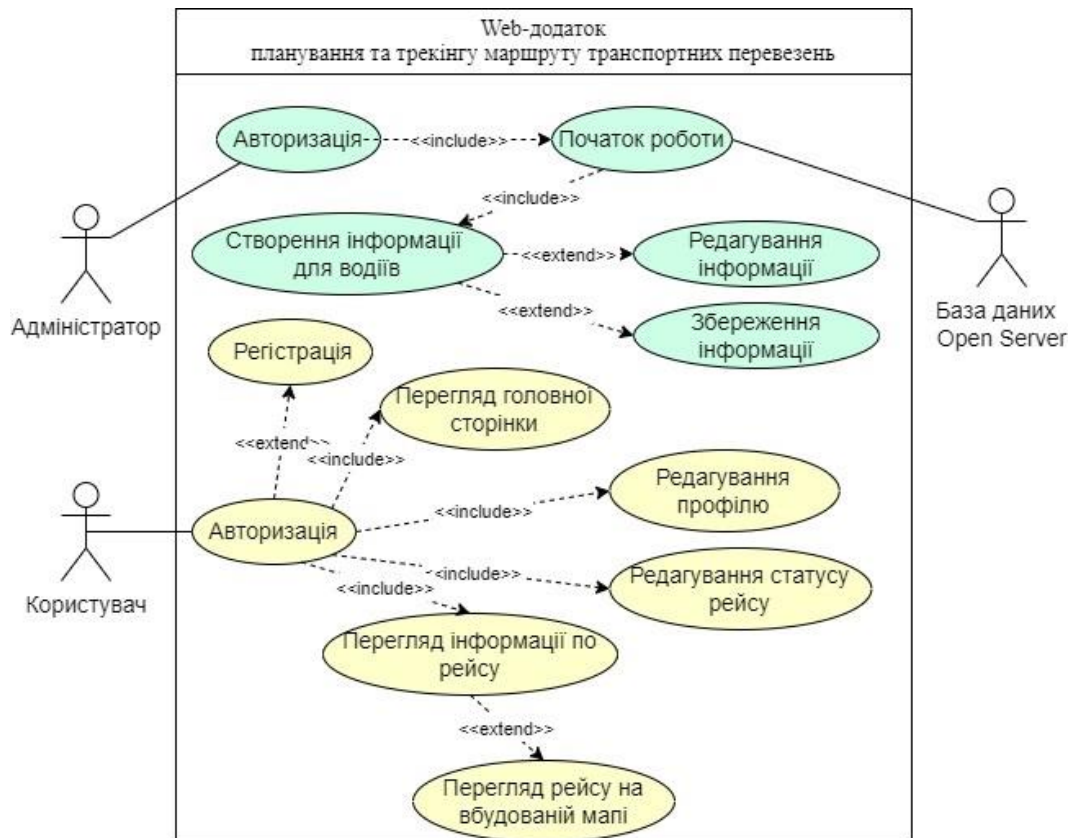 Web-додаток
планування та трекінгу маршруту транспортних перевезень
Авторизація
<<include>>
Початок роботи
<<include>>
Створення інформації
для водіїв
<<extend>>
Редагування
інформації
<<extend>>
Збереження
інформації
Адміністратор
База даних
Open Server
Регістрація
Перегляд головної
сторінки
<<extend>>
<<include>>
Редагування
профілю
<<include>>
Авторизація
<<include>>
Редагування статусу
рейсу
<<include>>
Користувач
Перегляд інформації по
рейсу
<<extend>>
Перегляд рейсу на
вбудованій мапі